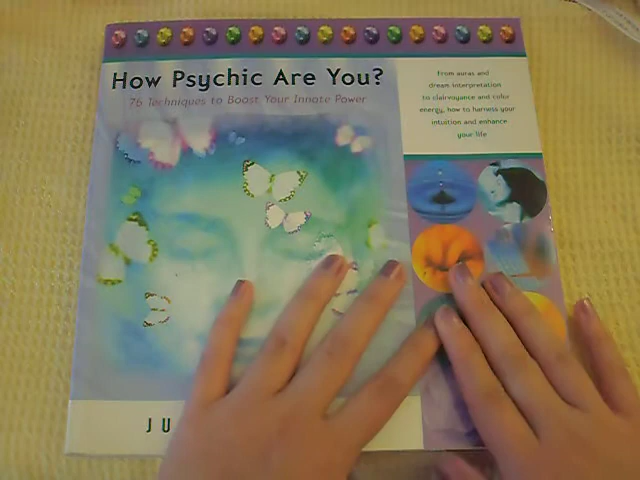 How Psychic Are You?
76 Techniques to Boost Your Innate Power
From auras and
dream interpretation
to clairvoyance and color
energy, how to harness your
intuition and enhance
your life
JU